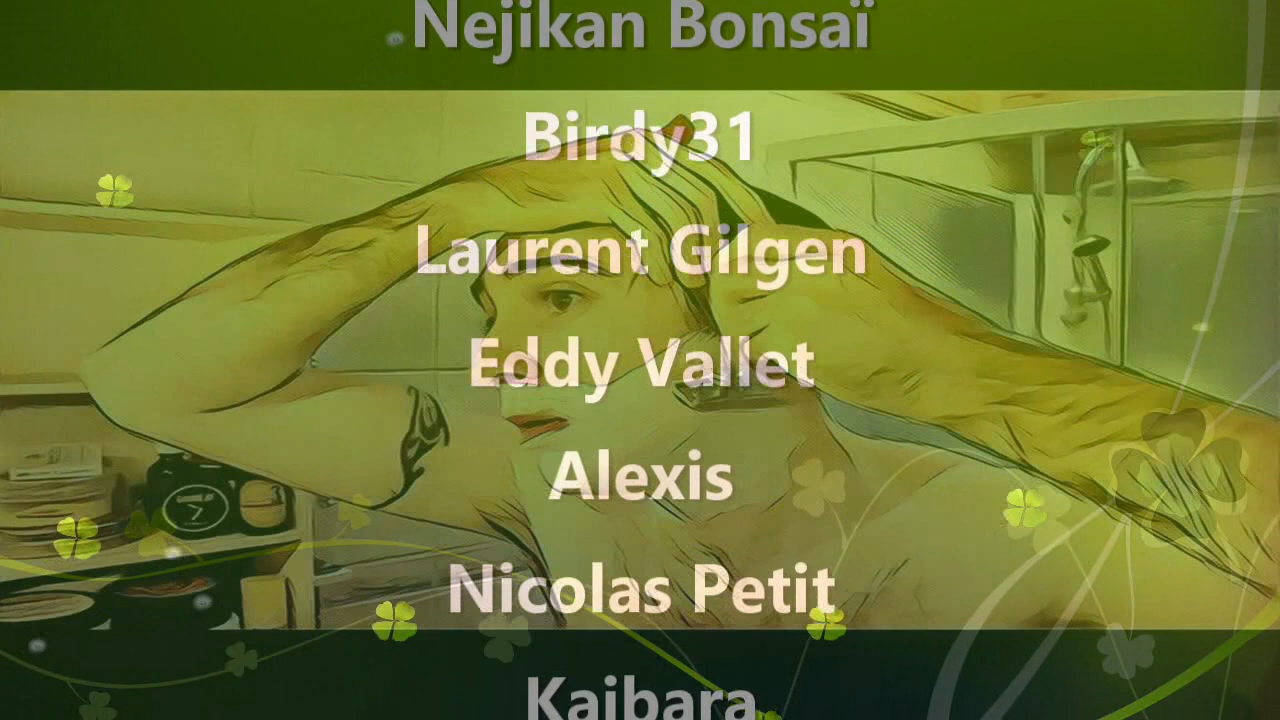 Nejikan Bonsaï
Birdy31
Laurent Gilgen
Eddy Vallet
Alexis
Nicolas Petit
Kaibara